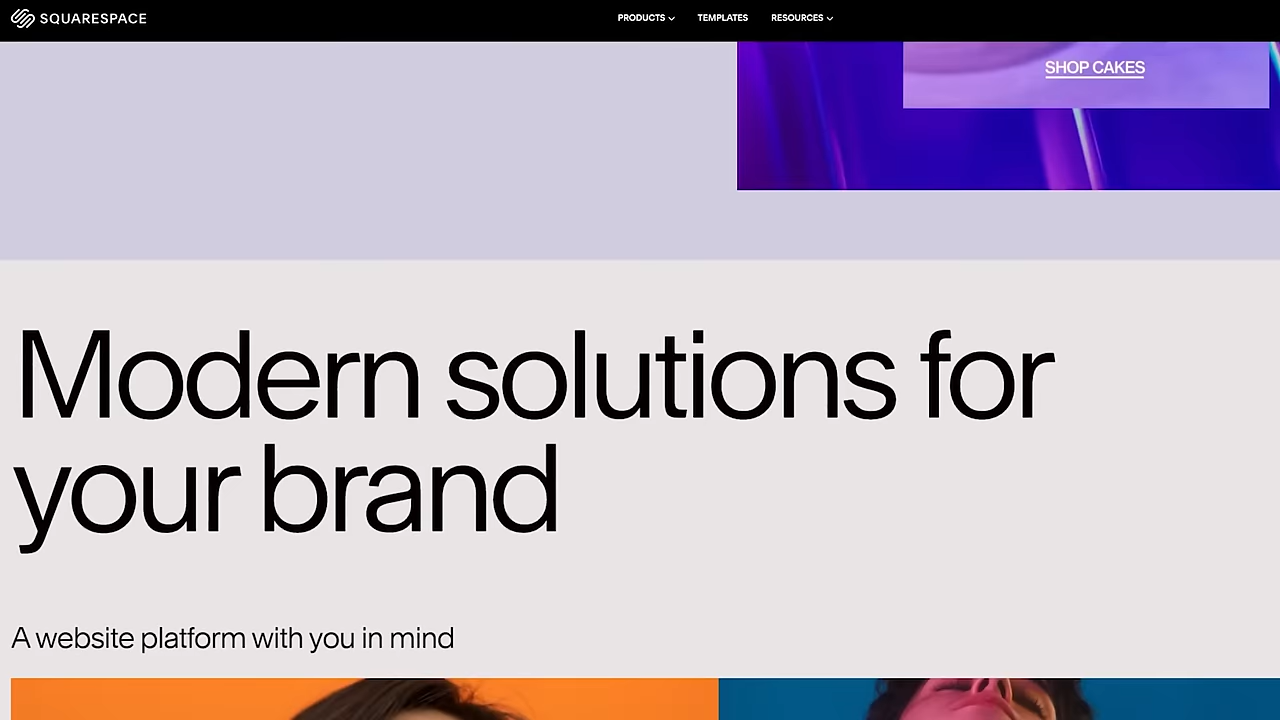 SQUARESPACE
PRODUCTS TEMPLATES RESOURCES
SHOP CAKES
Modern solutions for
your brand
A website platform with you in mind